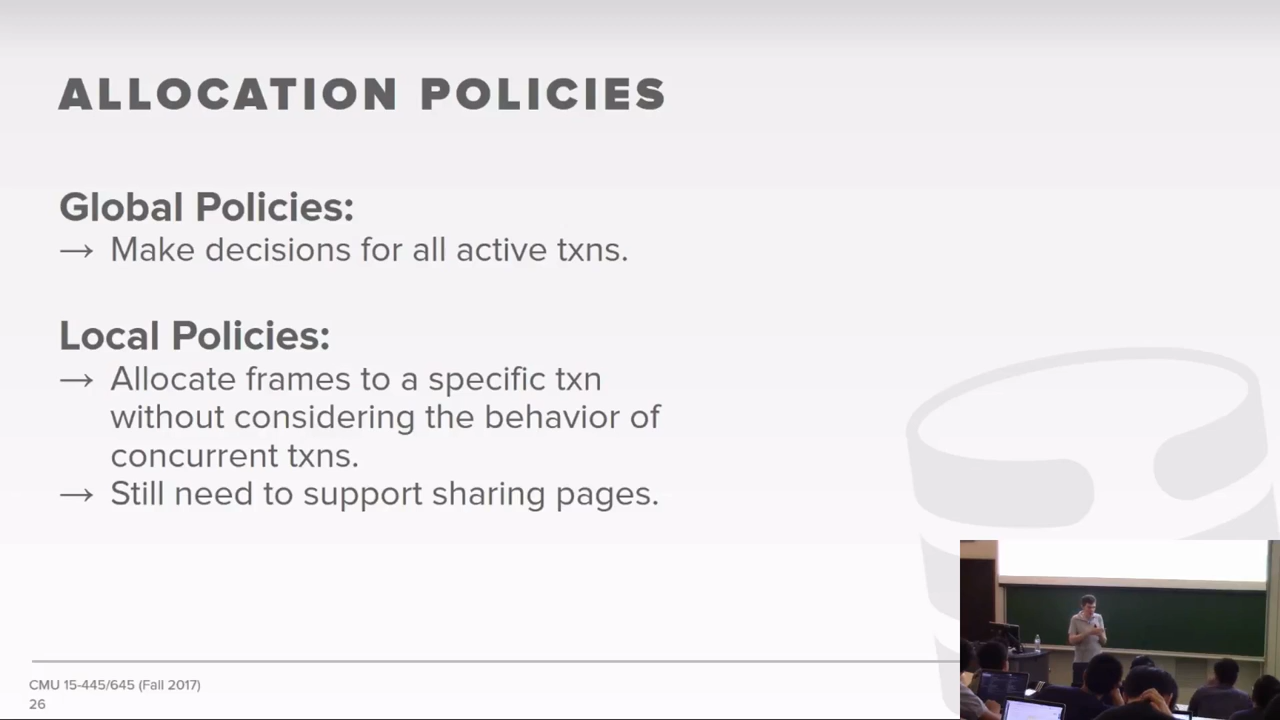 ALLOCATION POLICIES
Global Policies:
→ Make decisions for all active txns.
Local Policies:
→ Allocate frames to a specific txn
without considering the behavior of
concurrent txns.
→ Still need to support sharing pages.
CMU 15-445/645 (Fall 2017)
26